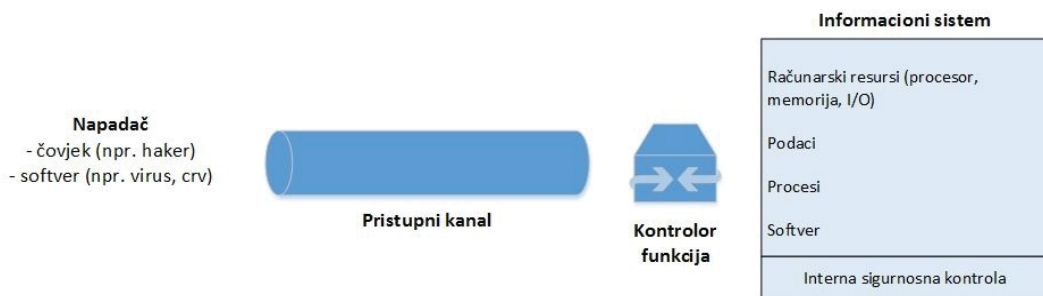 Informacioni sistem
Napadač
- čovjek (npr. haker)
- softver (npr. virus, crv)
Pristupni kanal
Kontrolor
funkcija
Računarski resursi (procesor,
memorija, I/O)
Podaci
Procesi
Softver
Interna sigurnosna kontrola